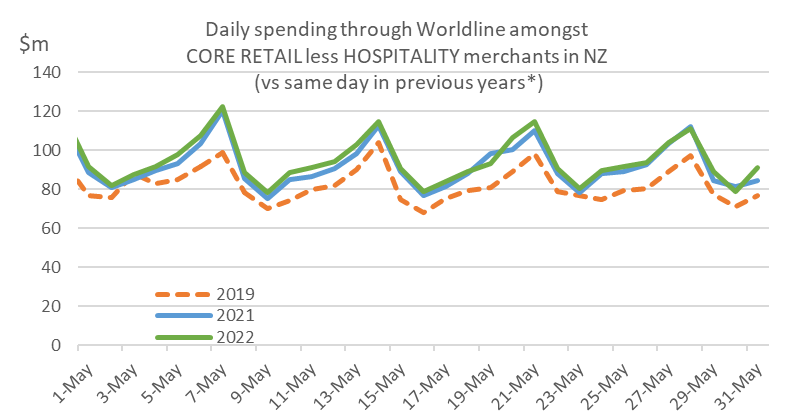 Daily spending through Worldline amongst
CORE RETAIL less HOSPITALITY merchants in NZ
(vs same day in previous years*)
$m
140
120
100
80
60
40
20
0
2019
2021
2022
1-May
3-May
5-May
7-May
9-May
11-May
13-May
15-May
17-May
19-May
21-May
23-May
25-May
27-May
29-May
31-May